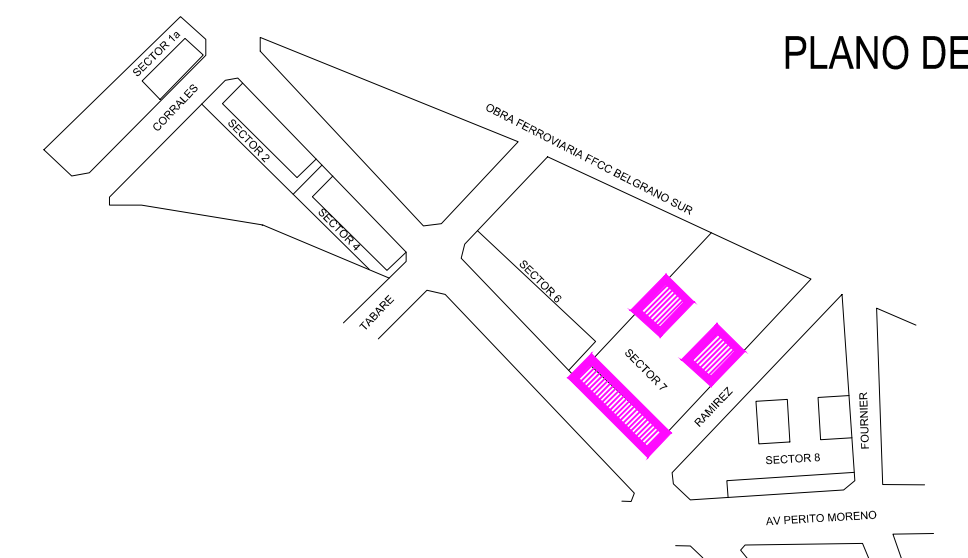 SECTOR 1a
PLANO DE
CORRALES
OBRA FERROVIARIA FFCC BELGRANO SUR
SECTOR 2
SECTOR 4
SECTOR 6
TABARE
SECTOR 7
RAMIREZ
FOURNIER
SECTOR 8
AV PERITO MORENO